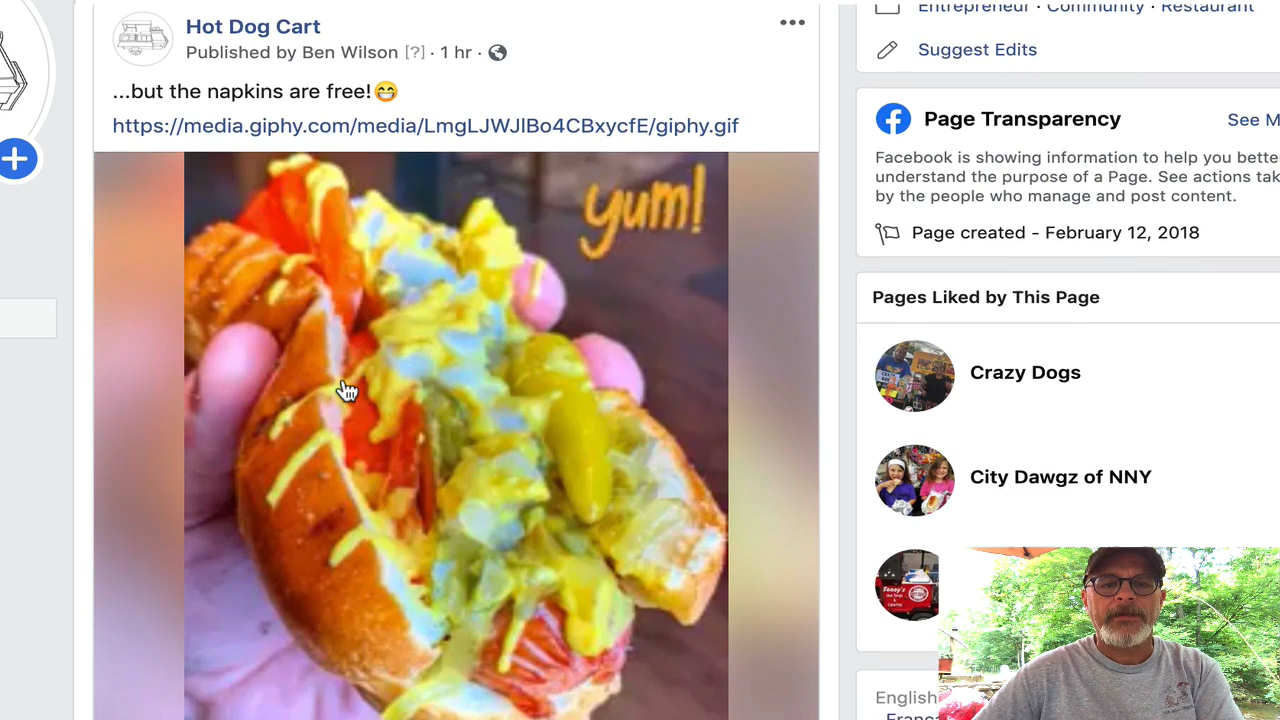 Hot Dog Cart
Published by Ben Wilson [?] · 1 hr ·
...but the napkins are free!😁
https://media.giphy.com/media/LmgLJWJlBo4CBxycfE/giphy.gif
yum!
Entrepreneur · Community · Restaurant
Suggest Edits
Page Transparency
See M
Facebook is showing information to help you bette
understand the purpose of a Page. See actions tak
by the people who manage and post content.
Page created - February 12, 2018
Pages Liked by This Page
Crazy Dogs
City Dawgz of NNY
English